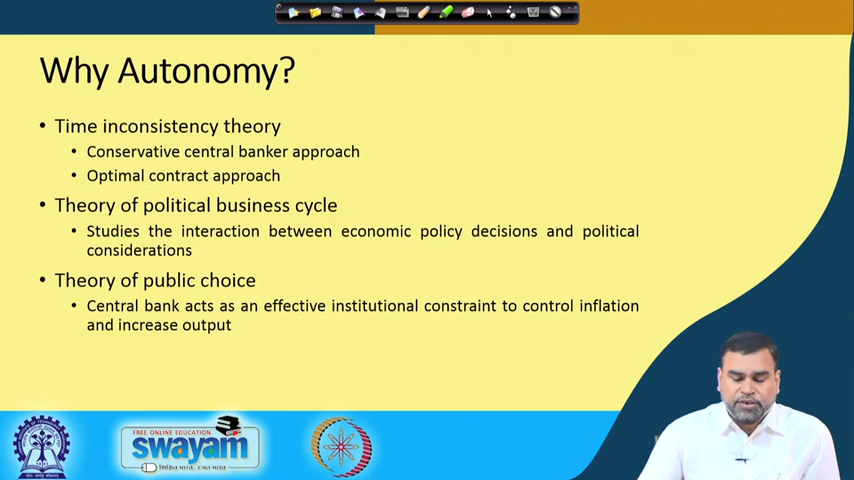 Why Autonomy?
• Time inconsistency theory
• Conservative central banker approach
• Optimal contract approach
• Theory of political business cycle
• Studies the interaction between economic policy decisions and political
considerations
• Theory of public choice
• Central bank acts as an effective institutional constraint to control inflation
and increase output
FREE ONLINE EDUCATION
swayam